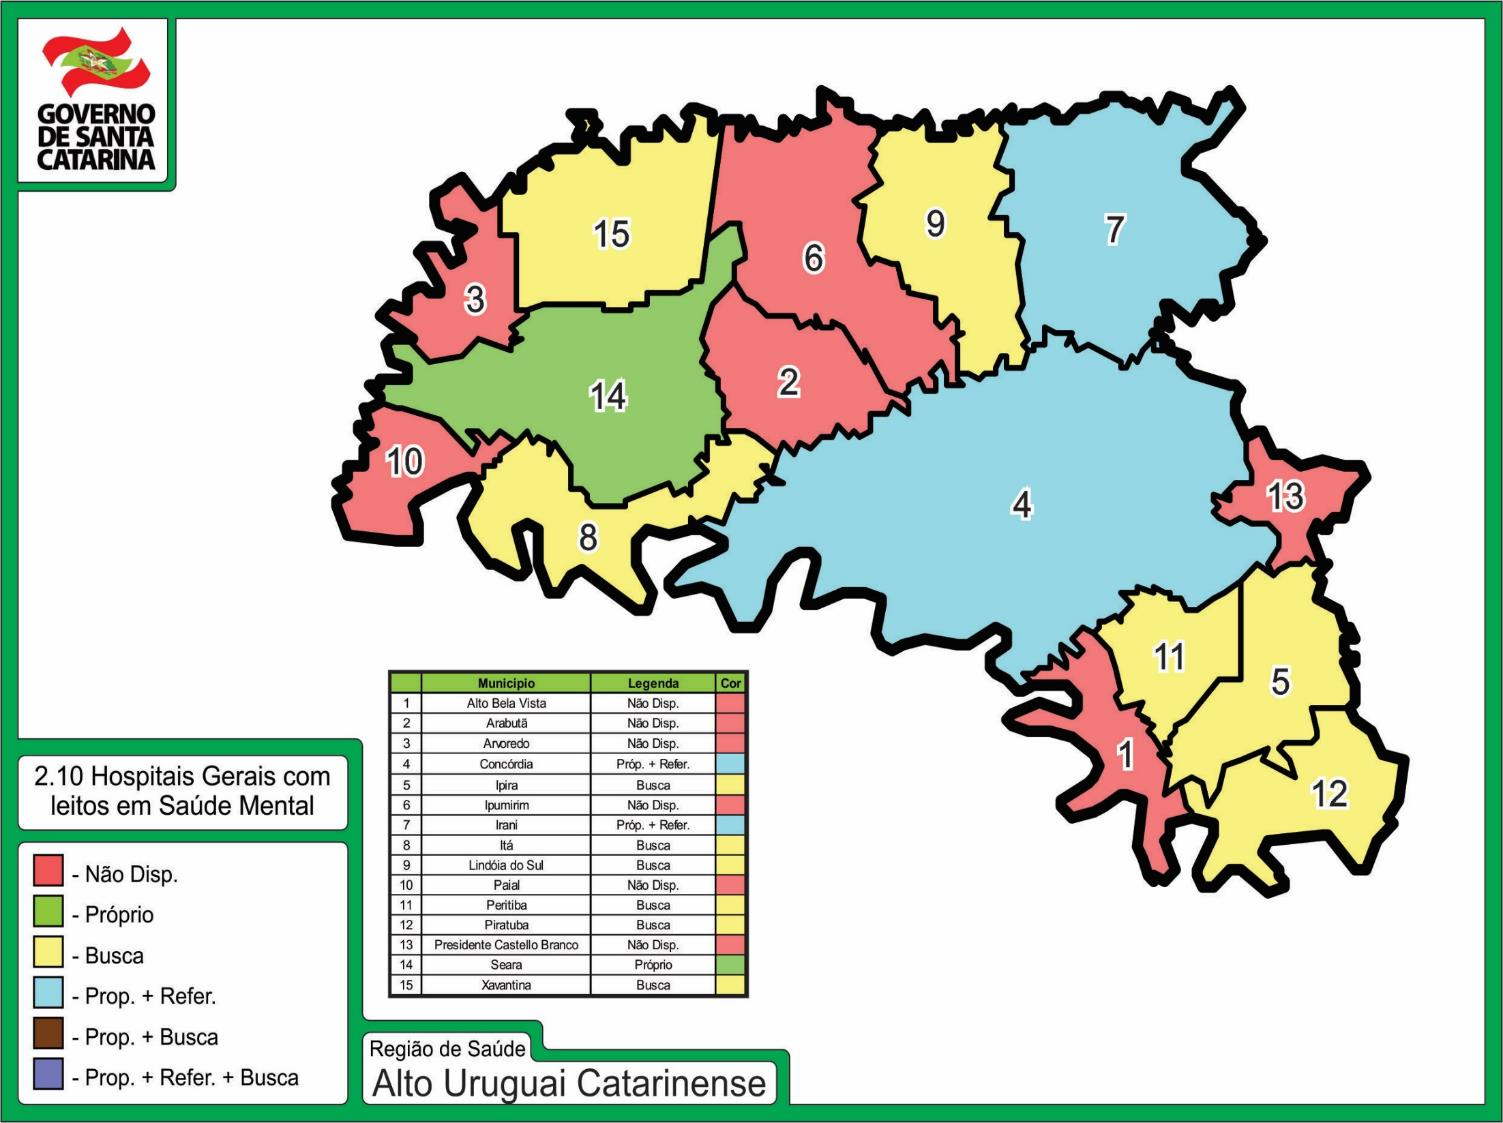 GOVERNO
DE SANTA
CATARINA
15
9
7
6
3
2
14
10
4
13
8
11
5
1
12
Município Legenda Cor
1 Alto Bela Vista Não Disp.
2 Arabutã Não Disp.
3 Arvoredo Não Disp.
4 Concórdia Próp. + Refer.
5 Ipira Busca
6 Ipumirim Não Disp.
7 Irani Próp. + Refer.
8 Itá Busca
9 Lindóia do Sul Busca
10 Paial Não Disp.
11 Peritiba Busca
12 Piratuba Busca
13 Presidente Castello Branco Não Disp.
14 Seara Próprio
15 Xavantina Busca
2.10 Hospitais Gerais com
leitos em Saúde Mental
- Não Disp.
- Próprio
- Busca
- Prop. + Refer.
- Prop. + Busca
- Prop. + Refer. + Busca
Região de Saúde
Alto Uruguai Catarinense